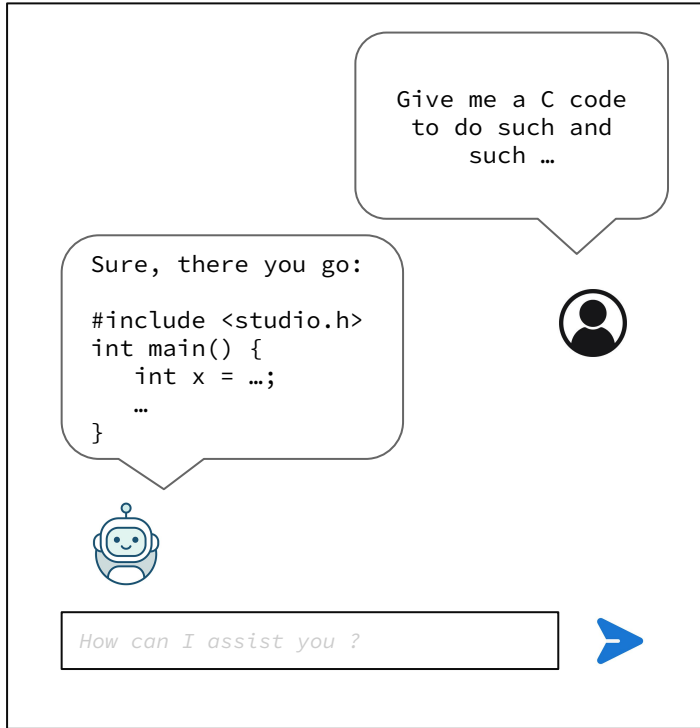 Give me a C code
to do such and
such …
Sure, there you go:
#include <studio.h>
int main() {
int x = …;
…
}
How can I assist you ?